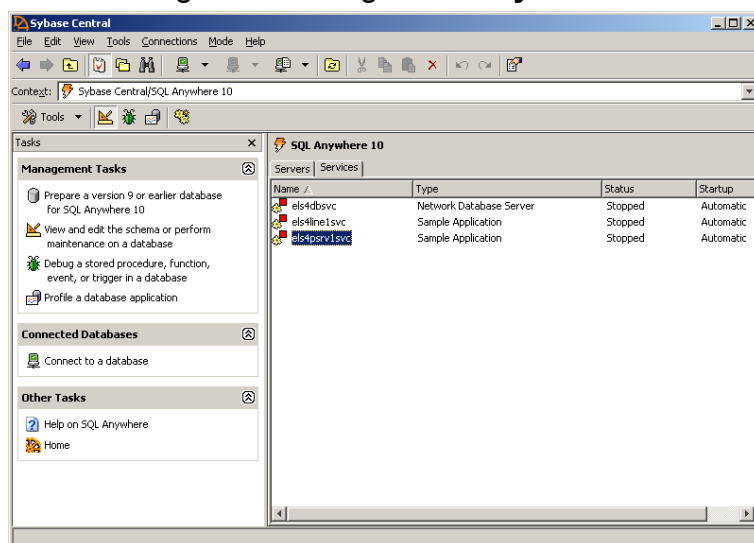 Sybase Central
File Edit View Tools Connections Mode Help
Context: Sybase Central/SQL Anywhere 10
Tools
Tasks
SQL Anywhere 10
Management Tasks
Servers Services
Prepare a version 9 or earlier database
for SQL Anywhere 10
View and edit the schema or perform
maintenance on a database
Debug a stored procedure, function,
event, or trigger in a database
Profile a database application
Connected Databases
Connect to a database
Other Tasks
Help on SQL Anywhere
Home
Name Type Status Startup
els4dbsvc Network Database Server Stopped Automatic
els4line1svc Sample Application Stopped Automatic
els4psrv1svc Sample Application Stopped Automatic